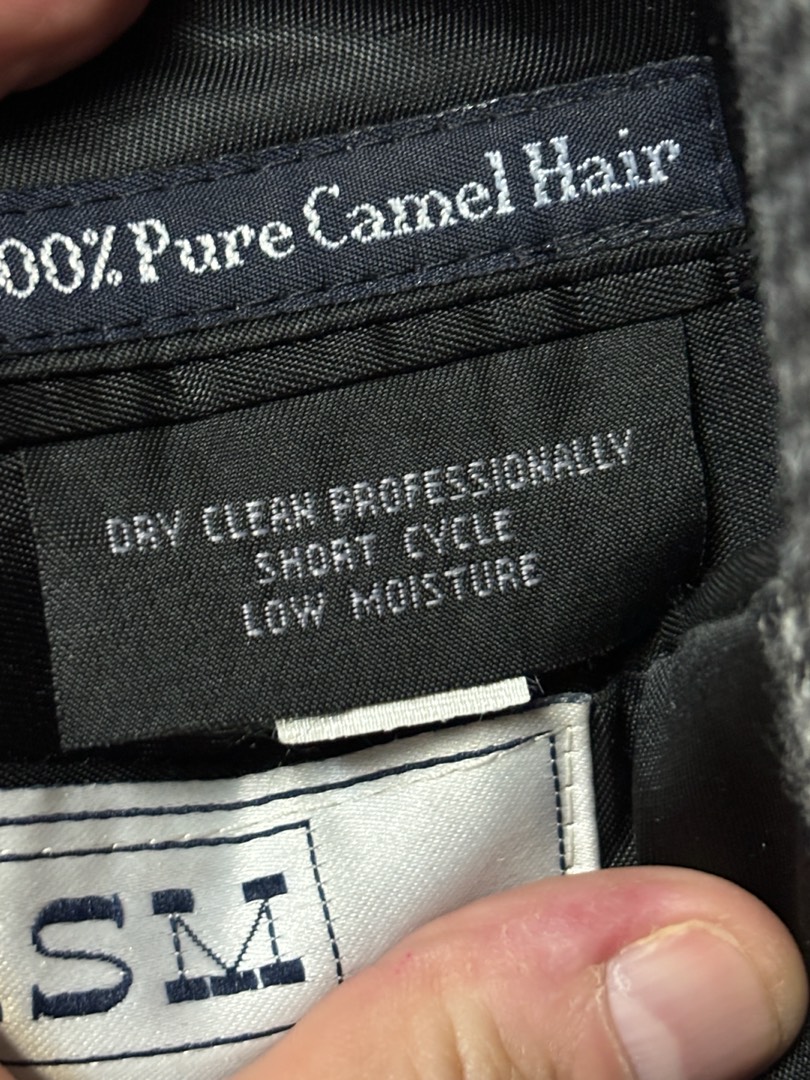 00% Pure Camel Hair
DRY CLEAN PROFESSIONALLY
SHORT CYCLE
LOW MOISTURE
SM